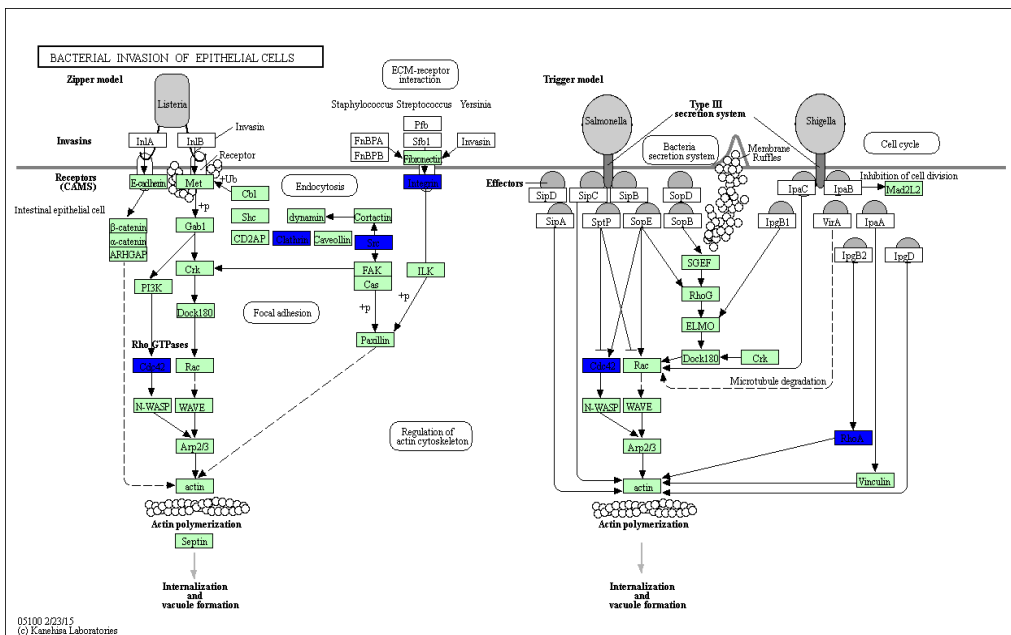 BACTERIAL INVASION OF EPITHELIAL CELLS
Zipper model
Listeria
ECM-receptor
interaction
Staphylococcus Streptococcus Yersinia
Invasins
InlA
InlB
Invasin
Receptor
FnBPA
FnBPB
Pfb
Sfb1
Fibronectin
Invasin
Receptors
(CAMS)
E-cadherin
Met
+Ub
Cbl
Endocytosis
Intestinal epithelial cell
+p
β-catenin
α-catenin
ARHGAP
Gab1
Shc
CD2AP
dynamin
Cortactin
Clathrin
Caveollin
Src
Crk
FAK
Cas
ILK
PI3K
Dock180
Focal adhesion
+p
+p
Paxillin
Rho GTPases
Cdc42
Rac
N-WASP
WAVE
Arp2/3
Regulation of
actin cytoskeleton
actin
Actin polymerization
Septin
Internalization
and
vacuole formation
Trigger model
Salmonella
Type III
secretion system
Shigella
Bacteria
secretion system
Membrane
Ruffles
Cell cycle
Effectors
SipD
SipC
SipB
SopD
IpaC
IpaB
Inhibition of cell division
Mad2L2
SipA
SptP
SopE
SopB
IpgB1
VirA
IpaA
IpgB2
IpgD
SGEF
RhoG
ELMO
Dock180
Crk
Cdc42
Rac
Microtubule degradation
N-WASP
WAVE
RhoA
Arp2/3
actin
Vinculin
Actin polymerization
Internalization
and
vacuole formation
05100 2/23/15
(c) Kanehisa Laboratories